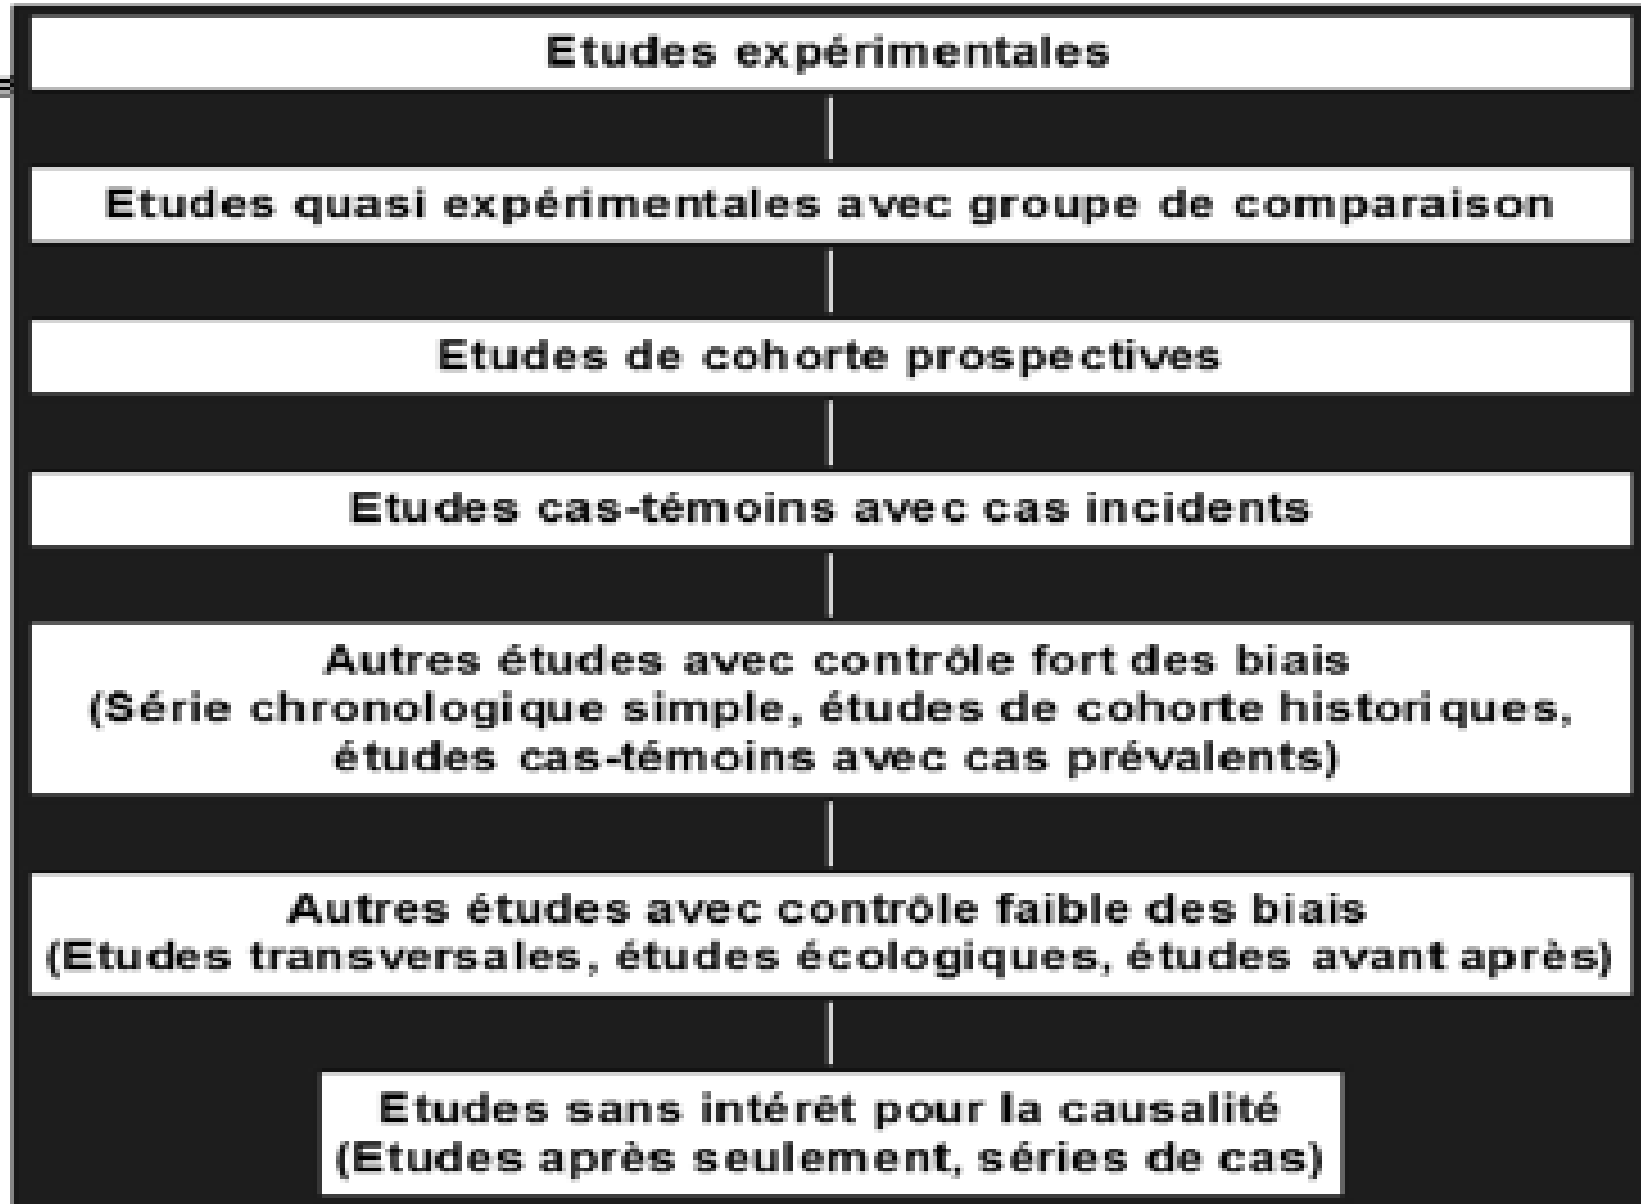 Etudes expérimentales
Etudes quasi expérimentales avec groupe de comparaison
Etudes de cohorte prospectives
Etudes cas-témoins avec cas incidents
Autres études avec contrôle fort des biais
(Série chronologique simple, études de cohorte historiques,
études cas-témoins avec cas prévalents)
Autres études avec contrôle faible des biais
(Etudes transversales, études écologiques, études avant après)
Etudes sans intérêt pour la causalité
(Etudes après seulement, séries de cas)